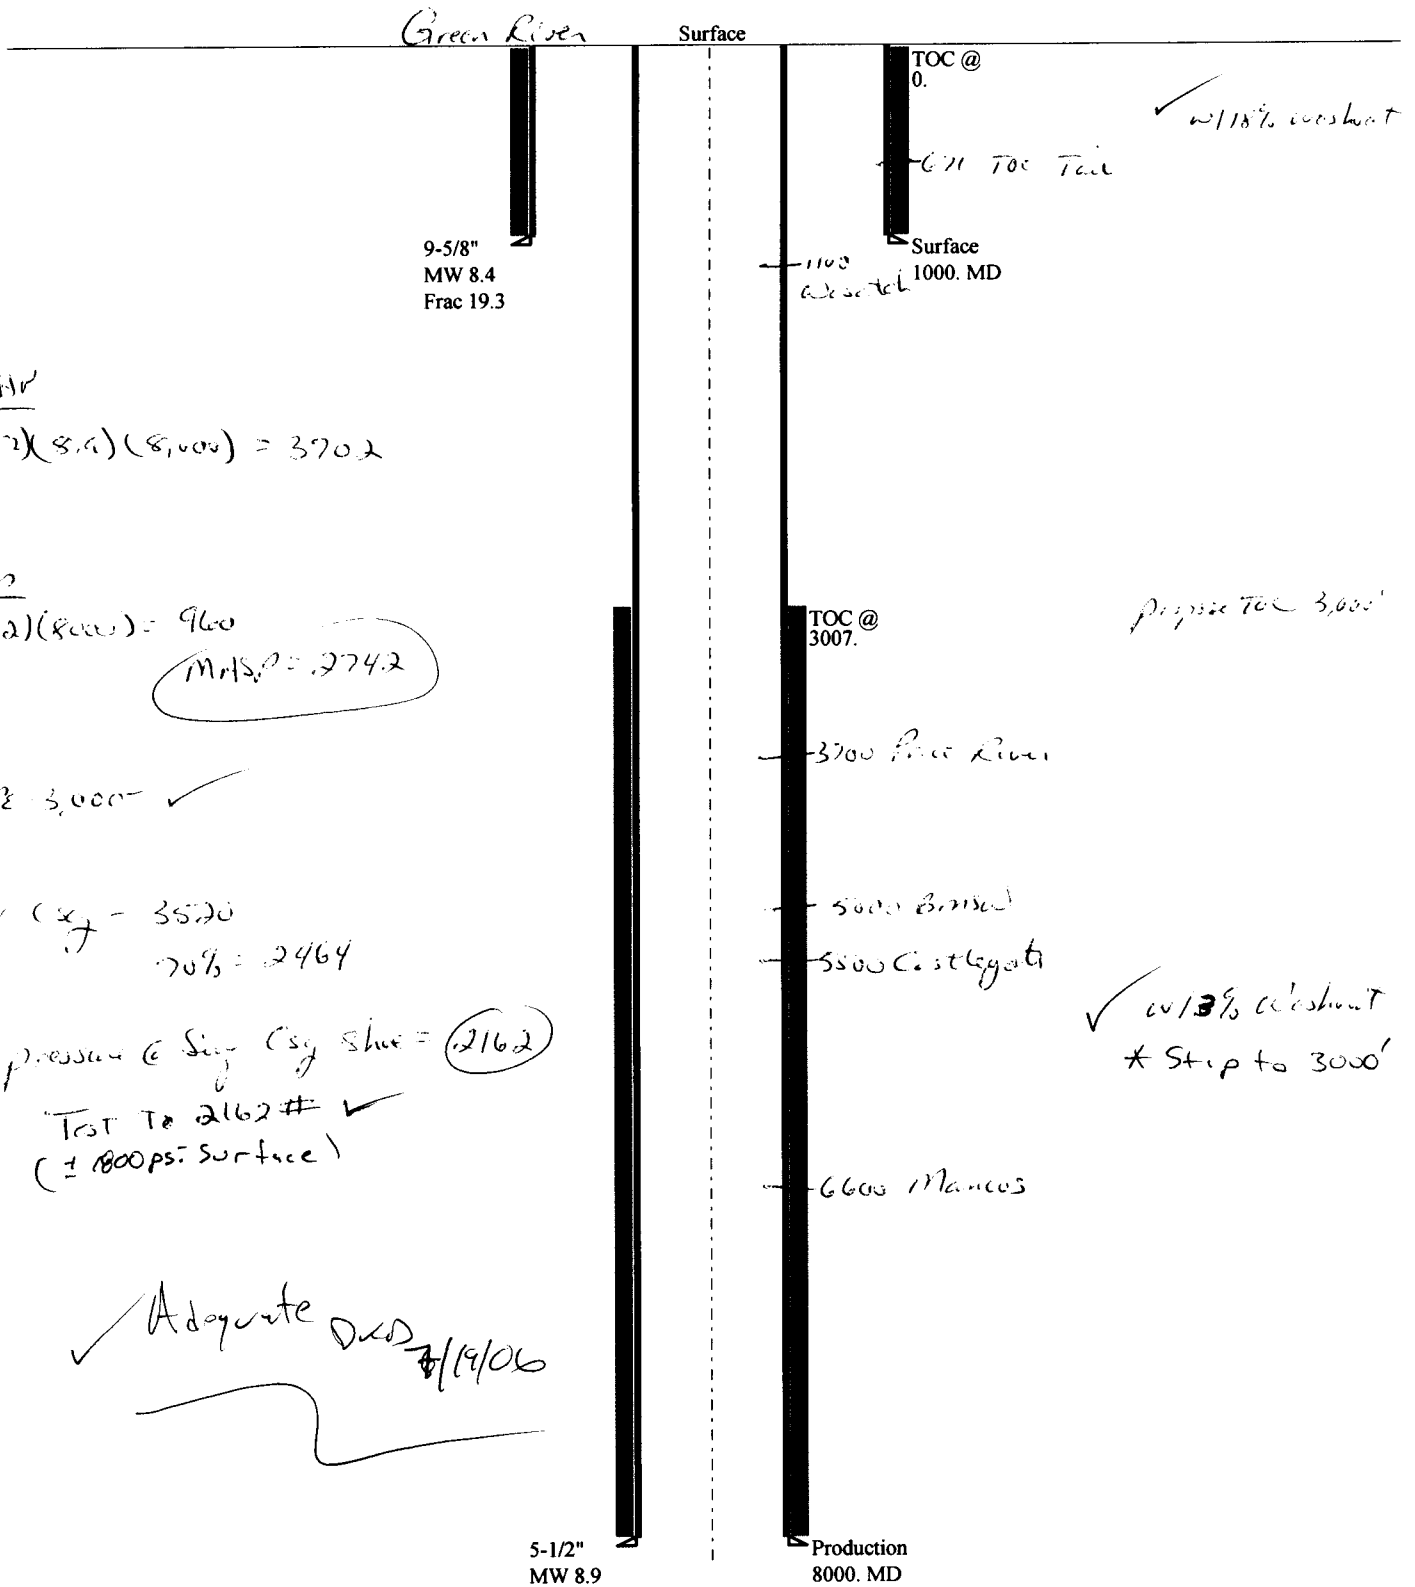 Green River
Surface
TOC @
0.
✓ w/18% washout
671 TOC Tail
9-5/8"
MW 8.4
Frac 19.3
Surface
1000. MD
1100
Wasatch
2)(8.9)(8,000) = 3702
TOC @
3007.
propose TOC 3,000'
2)(8000) = 960
MASP = 2742
3700 Price River
3,000 ✓
Csg - 3520
70% = 2464
5000
5500 Castlegate
✓ w/3% washout
* Stip to 3000'
pressure @ Surf Csg shoe = 2162
Test To 2162 # ✓
(± 1800 psi Surface)
6600 Mancos
✓ Adequate DKD
/19/06
5-1/2"
MW 8.9
Production
8000. MD